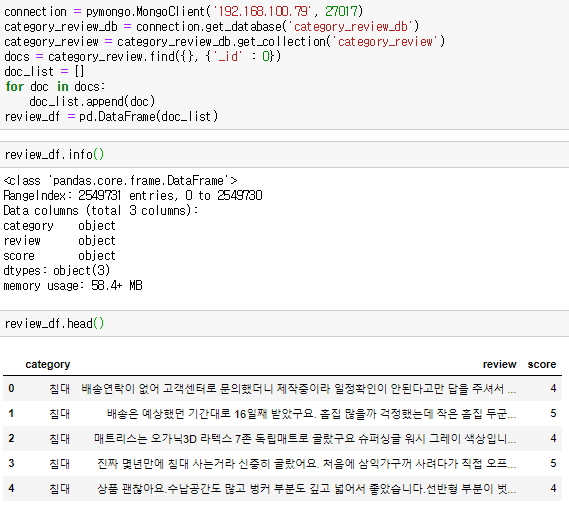 connection = pymongo.MongoClient('192.168.100.79', 27017)
category_review_db = connection.get_database('category_review_db')
category_review = category_review_db.get_collection('category_review')
docs = category_review.find({}, {'_id' : 0})
doc_list = []
for doc in docs:
    doc_list.append(doc)
review_df = pd.DataFrame(doc_list)
review_df.info()
<class 'pandas.core.frame.DataFrame'>
RangeIndex: 2549731 entries, 0 to 2549730
Data columns (total 3 columns):
category    object
review      object
score       object
dtypes: object(3)
memory usage: 58.4+ MB
review_df.head()
category review score
0 침대 배송연락이 없어 고객센터로 문의했더니 제작중이라 일정확인이 안된다고만 답을 주셔서 ... 4
1 침대 배송은 예상했던 기간대로 16일째 받았구요. 흠집 많을까 걱정했는데 작은 흠집 두군... 5
2 침대 매트리스는 오가닉3D 라텍스 7존 독립매트로 골랐구요 슈퍼싱글 워시 그레이 색상입니... 4
3 침대 진짜 몇년만에 침대 사는거라 신중히 골랐어요. 처음에 삼익가구꺼 사려다가 직접 오프... 5
4 침대 상품 괜찮아요.수납공간도 많고 벙커 부분도 깊고 넓어서 좋았습니다.선반형 부분이 벗... 4